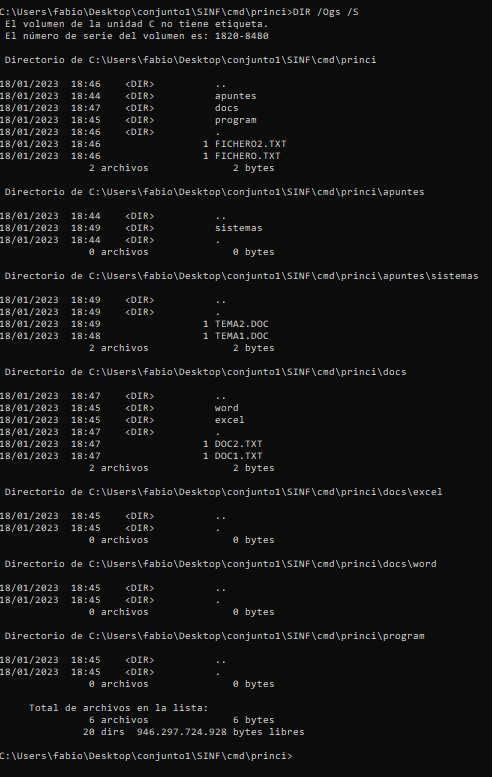 C:\Users\fabio\Desktop\conjunto1\SINF\cmd\princi>DIR /Ogs /S
 El volumen de la unidad C no tiene etiqueta.
 El número de serie del volumen es: 1820-84B0

 Directorio de C:\Users\fabio\Desktop\conjunto1\SINF\cmd\princi

18/01/2023  18:46    <DIR>          ..
18/01/2023  18:44    <DIR>          apuntes
18/01/2023  18:47    <DIR>          docs
18/01/2023  18:45    <DIR>          program
18/01/2023  18:46    <DIR>          .
18/01/2023  18:46                 1 FICHERO2.TXT
18/01/2023  18:46                 1 FICHERO.TXT
               2 archivos              2 bytes

 Directorio de C:\Users\fabio\Desktop\conjunto1\SINF\cmd\princi\apuntes

18/01/2023  18:44    <DIR>          ..
18/01/2023  18:49    <DIR>          sistemas
18/01/2023  18:44    <DIR>          .
               0 archivos              0 bytes

 Directorio de C:\Users\fabio\Desktop\conjunto1\SINF\cmd\princi\apuntes\sistemas

18/01/2023  18:49    <DIR>          ..
18/01/2023  18:49    <DIR>          .
18/01/2023  18:49                 1 TEMA2.DOC
18/01/2023  18:48                 1 TEMA1.DOC
               2 archivos              2 bytes

 Directorio de C:\Users\fabio\Desktop\conjunto1\SINF\cmd\princi\docs

18/01/2023  18:47    <DIR>          ..
18/01/2023  18:45    <DIR>          word
18/01/2023  18:45    <DIR>          excel
18/01/2023  18:47    <DIR>          .
18/01/2023  18:47                 1 DOC2.TXT
18/01/2023  18:47                 1 DOC1.TXT
               2 archivos              2 bytes

 Directorio de C:\Users\fabio\Desktop\conjunto1\SINF\cmd\princi\docs\excel

18/01/2023  18:45    <DIR>          ..
18/01/2023  18:45    <DIR>          .
               0 archivos              0 bytes

 Directorio de C:\Users\fabio\Desktop\conjunto1\SINF\cmd\princi\docs\word

18/01/2023  18:45    <DIR>          ..
18/01/2023  18:45    <DIR>          .
               0 archivos              0 bytes

 Directorio de C:\Users\fabio\Desktop\conjunto1\SINF\cmd\princi\program

18/01/2023  18:45    <DIR>          ..
18/01/2023  18:45    <DIR>          .
               0 archivos              0 bytes

     Total de archivos en la lista:
               6 archivos              6 bytes
              20 dirs  946.297.724.928 bytes libres

C:\Users\fabio\Desktop\conjunto1\SINF\cmd\princi>